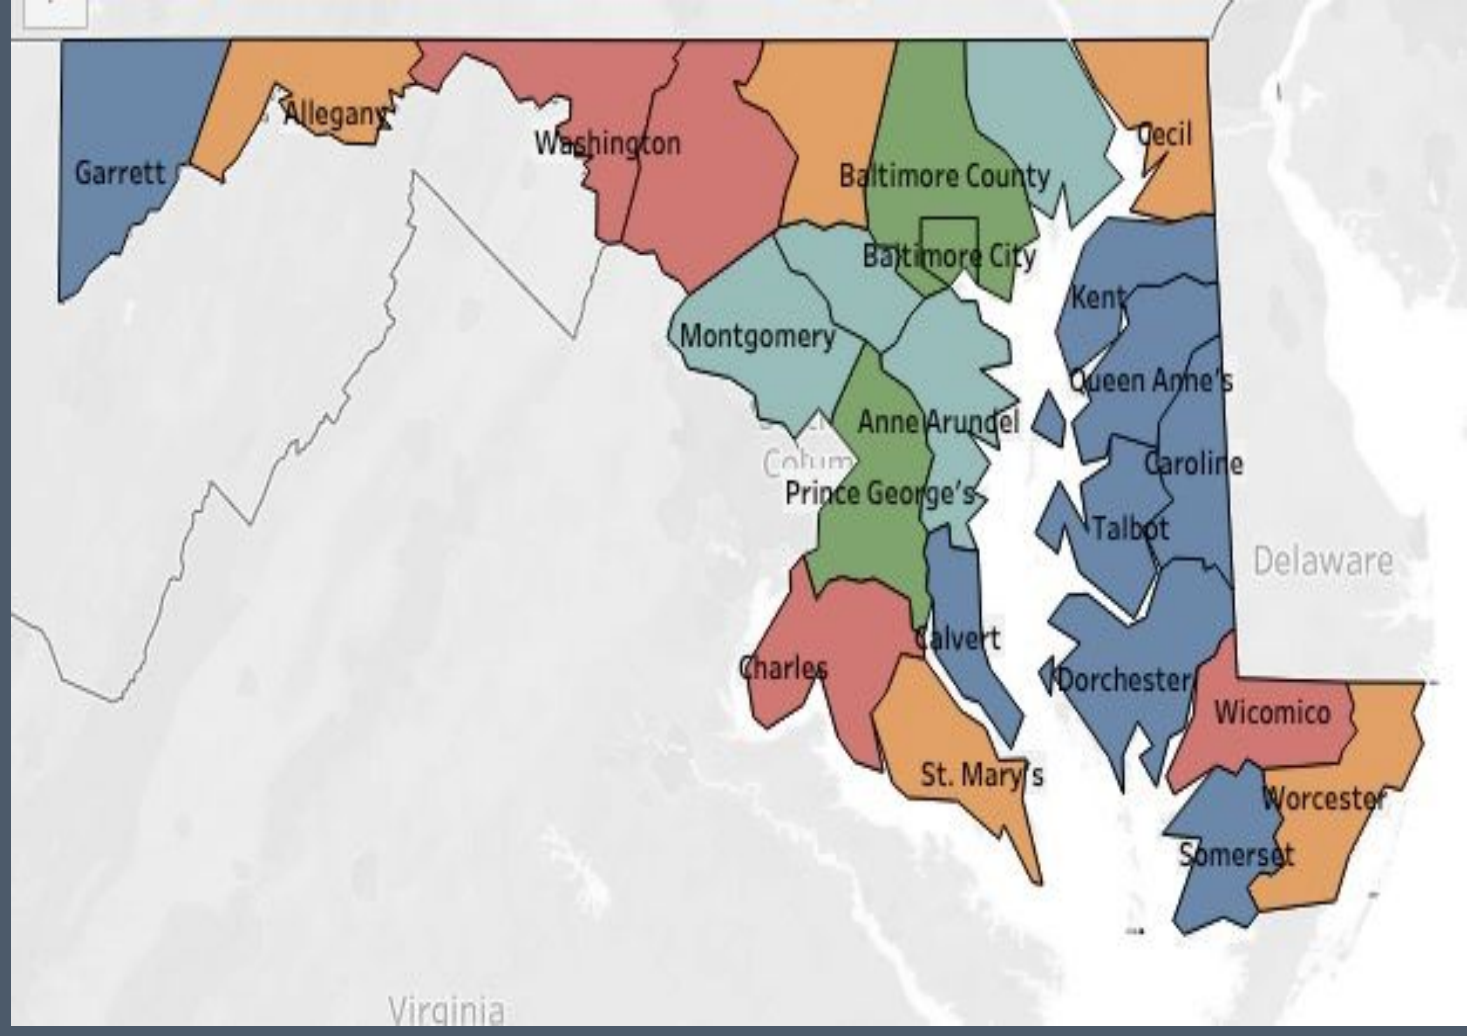 Allegany
Cecil
Washington
Garrett
Baltimore County
Baltimore City
Kent
Montgomery
Queen Anne's
Anne Arundel
Caroline
Prince George's
Talbot
Delaware
Calvert
Charles
Dorchester
Wicomico
St. Mary's
Worcester
Somerset
Virginia